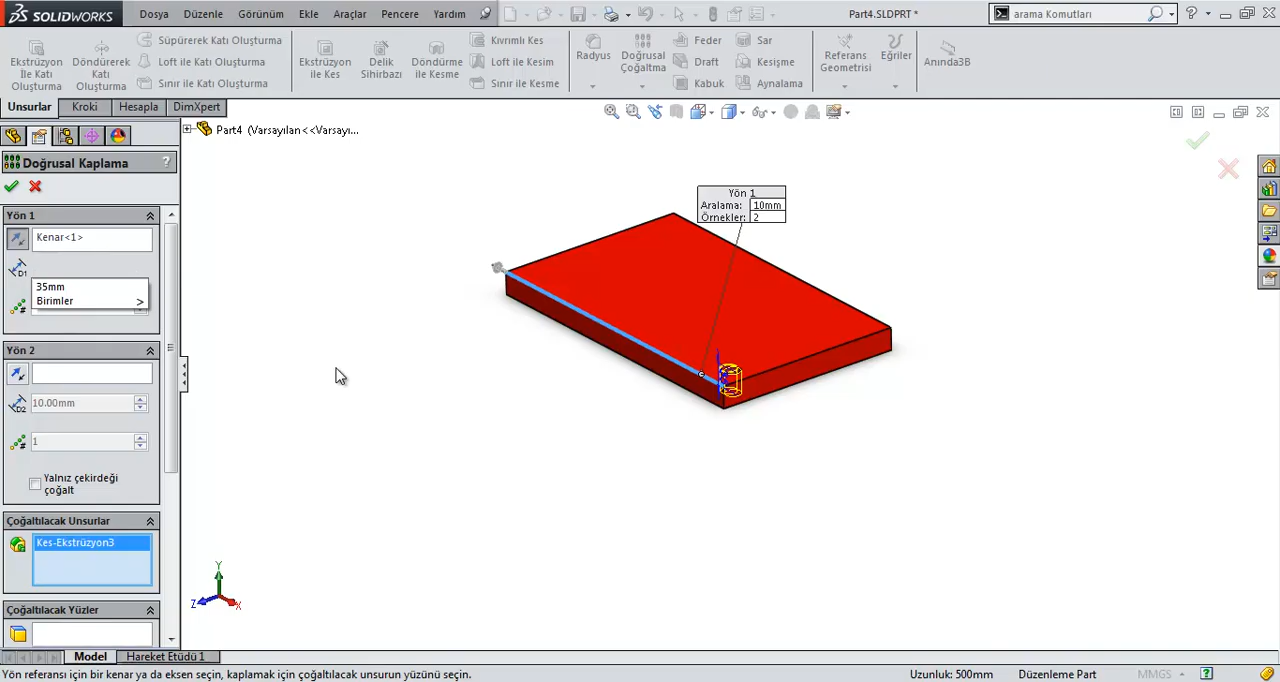 SOLIDWORKS
Dosya
Düzenle
Görünüm
Ekle
Araçlar
Pencere
Yardım
Part4.SLDPRT *
arama Komutları
Ekstrüzyon İle Katı Oluşturma
Döndürerek Katı Oluşturma
Süpürerek Katı Oluşturma
Loft ile Katı Oluşturma
Sınır ile Katı Oluşturma
Ekstrüzyon ile Kes
Delik Sihirbazı
Döndürme ile Kesme
Kıvrımlı Kes
Loft ile Kesim
Sınır ile Kesme
Radyus
Doğrusal Çoğaltma
Feder
Draft
Kabuk
Sar
Kesişme
Aynalama
Referans Geometrisi
Eğriler
Anında3B
Unsurlar
Kroki
Hesapla
DimXpert
Part4 (Varsayılan<<Varsayı...
Doğrusal Kaplama
?
Yön 1
Kenar<1>
D1
35mm
Birimler >
Yön 2
D2
10.00mm
1
Yalnız çekirdeği
çoğalt
Çoğaltılacak Unsurlar
Kes-Ekstrüzyon3
Çoğaltılacak Yüzler
Yön 1
Aralama: 10mm
Örnekler: 2
Y
Z
X
Model
Hareket Etüdü 1
Yön referansı için bir kenar ya da eksen seçin, kaplamak için çoğaltılacak unsurun yüzünü seçin.
Uzunluk: 500mm
Düzenleme Part
MMGS
?